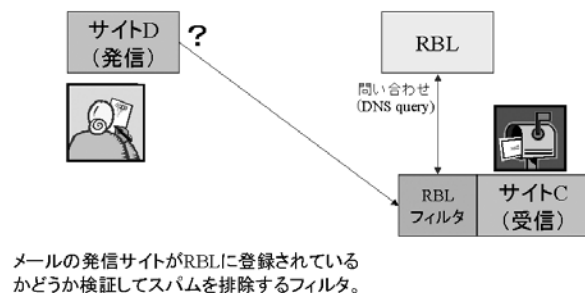 サイトD
(発信)
?
RBL
問い合わせ
(DNS query)
RBL
フィルタ
サイトC
(受信)
メールの発信サイトがRBLに登録されている
かどうか検証してスパムを排除するフィルタ。